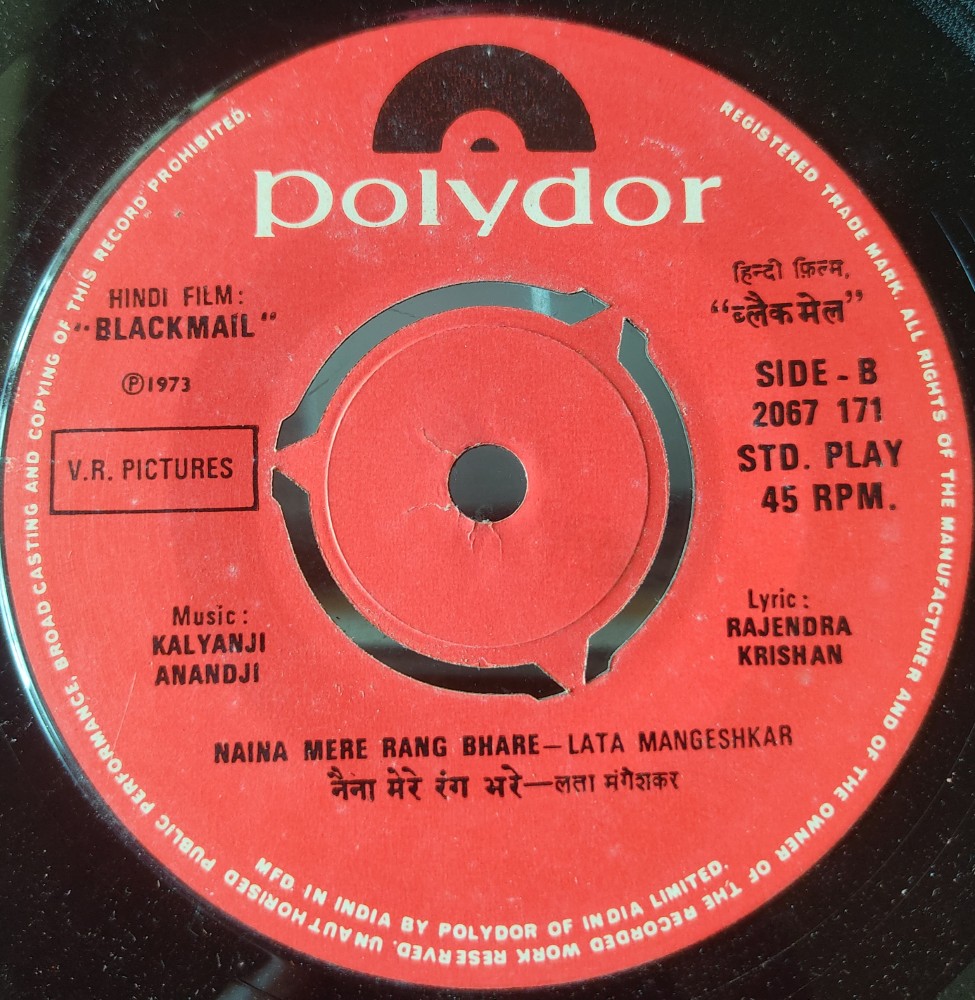 polydor
REGISTERED TRADE MARK. ALL RIGHTS OF THE MANUFACTURER AND OF THE OWNER OF THE RECORDED WORK RESERVED. UNAUTHORISED PUBLIC PERFORMANCE, BROADCASTING AND COPYING OF THIS RECORD PROHIBITED.
HINDI FILM:
"BLACKMAIL"
℗1973
V.R. PICTURES
हिन्दी फ़िल्म,
"ब्लैक मेल"
SIDE - B
2067 171
STD. PLAY
45 RPM.
Music:
KALYANJI
ANANDJI
Lyric:
RAJENDRA
KRISHAN
NAINA MERE RANG BHARE—LATA MANGESHKAR
नैना मेरे रंग भरे—लता मंगेशकर
MFD. IN INDIA BY POLYDOR OF INDIA LIMITED.